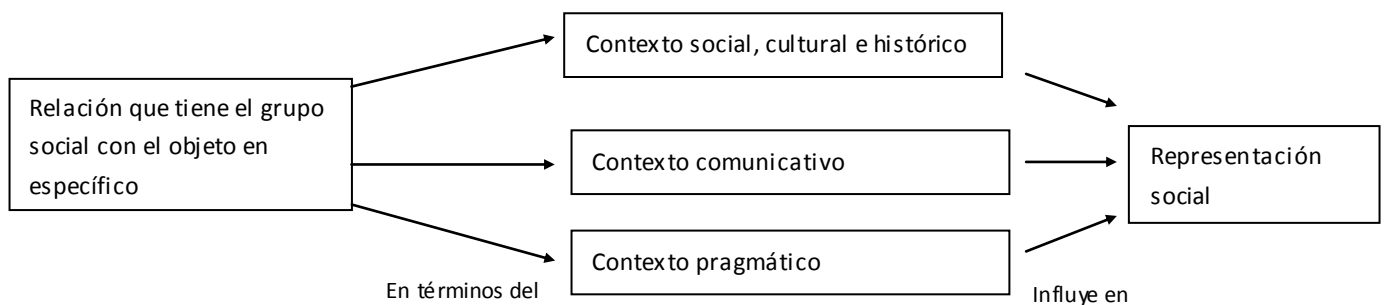 Contexto social, cultural e histórico
Relación que tiene el grupo
social con el objeto en
específico
Contexto comunicativo
Representación
social
Contexto pragmático
En términos del
Influye en